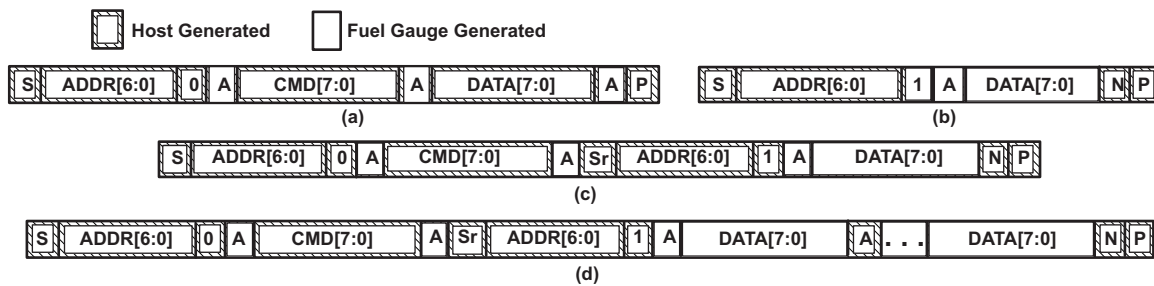 Host Generated Fuel Gauge Generated
S ADDR[6:0] 0 A CMD[7:0] A DATA[7:0] A P S ADDR[6:0] 1 A DATA[7:0] N P
(a) (b)
S ADDR[6:0] 0 A CMD[7:0] A Sr ADDR[6:0] 1 A DATA[7:0] N P
(c)
S ADDR[6:0] 0 A CMD[7:0] A Sr ADDR[6:0] 1 A DATA[7:0] A . . . DATA[7:0] N P
(d)